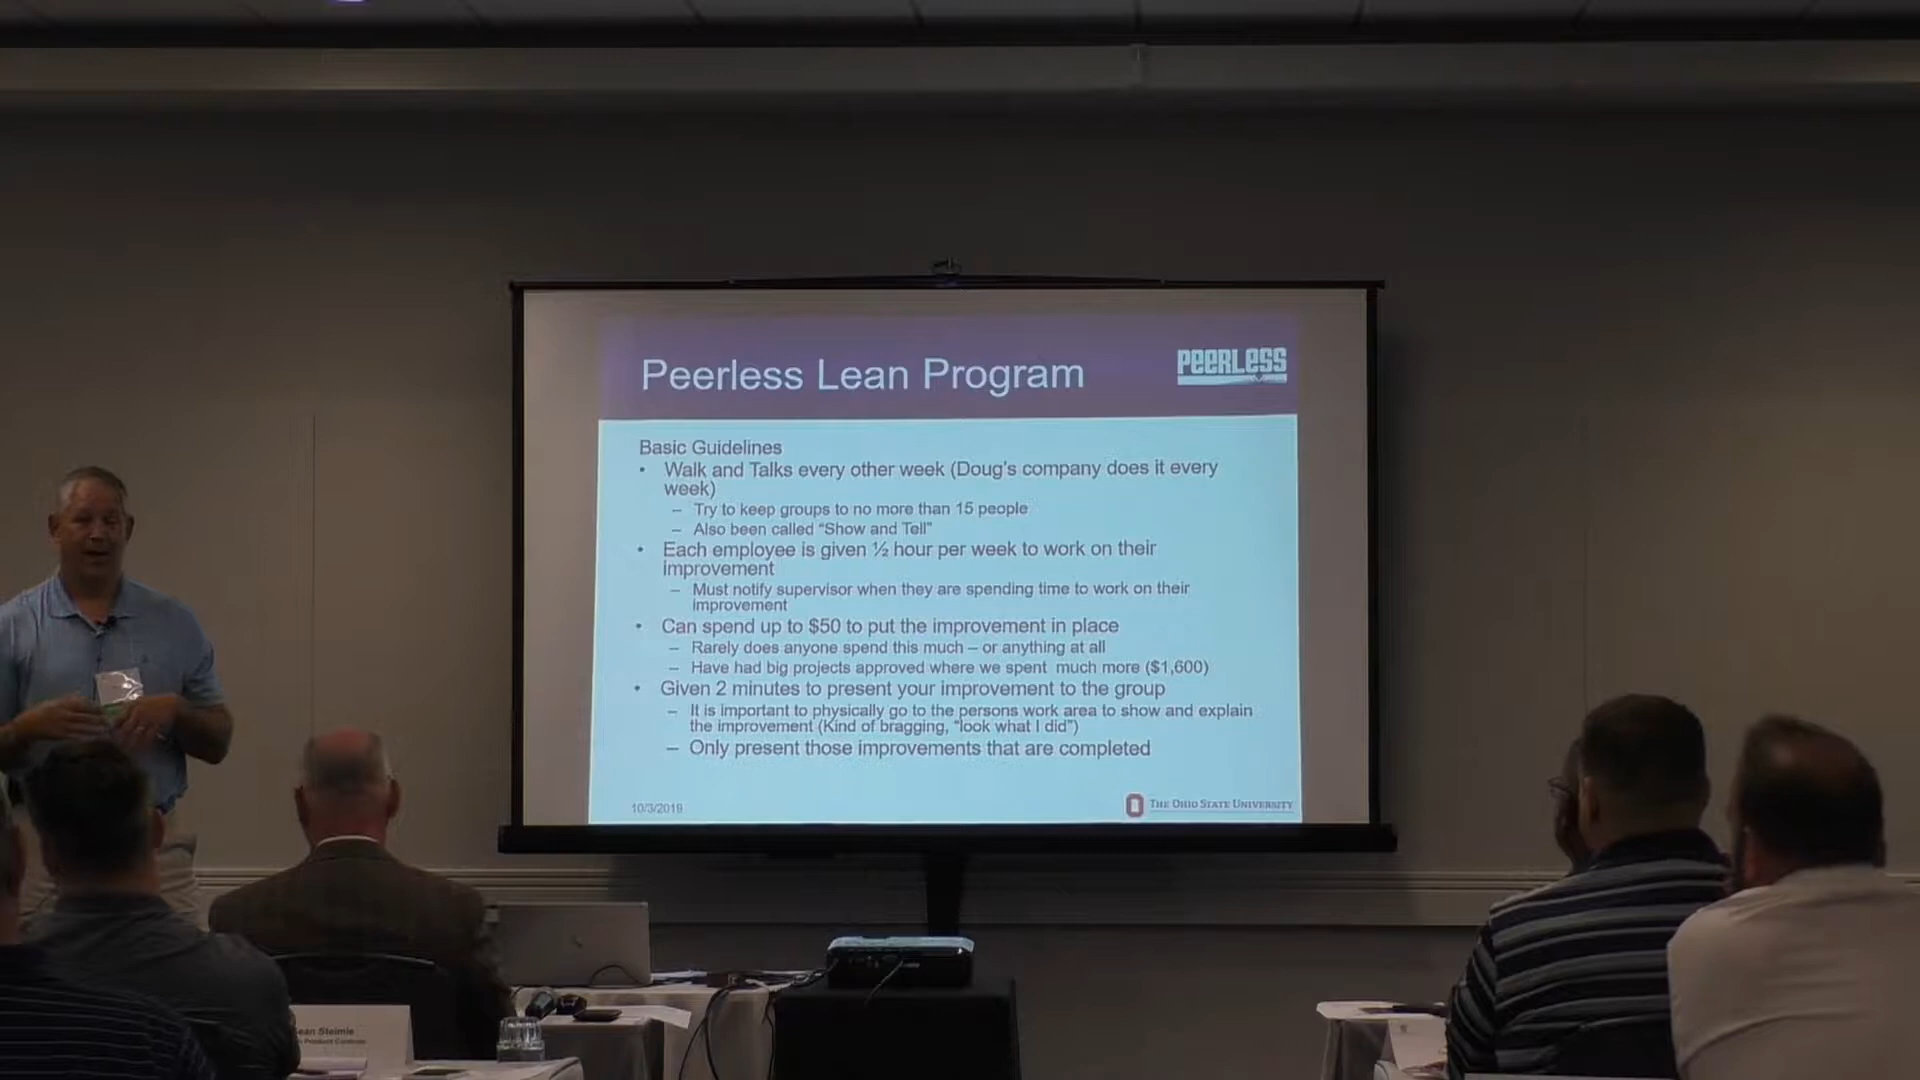 Peerless Lean Program
PEERLESS
Basic Guidelines
• Walk and Talks every other week (Doug's company does it every
week)
– Try to keep groups to no more than 15 people
– Also been called "Show and Tell"
• Each employee is given ½ hour per week to work on their
improvement
– Must notify supervisor when they are spending time to work on their
improvement
• Can spend up to $50 to put the improvement in place
– Rarely does anyone spend this much – or anything at all
– Have had big projects approved where we spent much more ($1,600)
• Given 2 minutes to present your improvement to the group
– It is important to physically go to the persons work area to show and explain
the improvement (Kind of bragging, "look what I did")
– Only present those improvements that are completed
10/3/2019
THE OHIO STATE UNIVERSITY
Sean Steimle
Product Controls